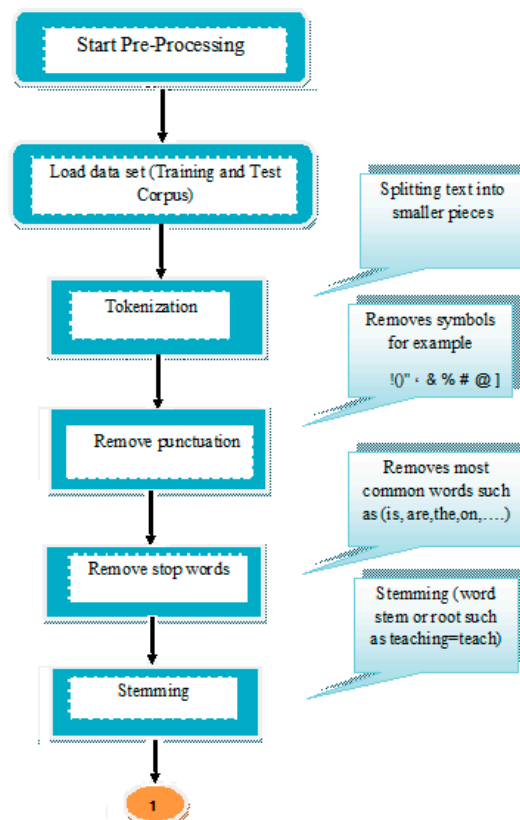 Start Pre-Processing
Load data set (Training and Test
Corpus)
Splitting text into
smaller pieces
Tokenization
Removes symbols
for example
!()" ، & % # @ ]
Remove punctuation
Removes most
common words such
as (is, are,the,on,….)
Remove stop words
Stemming (word
stem or root such
as teaching=teach)
Stemming
1